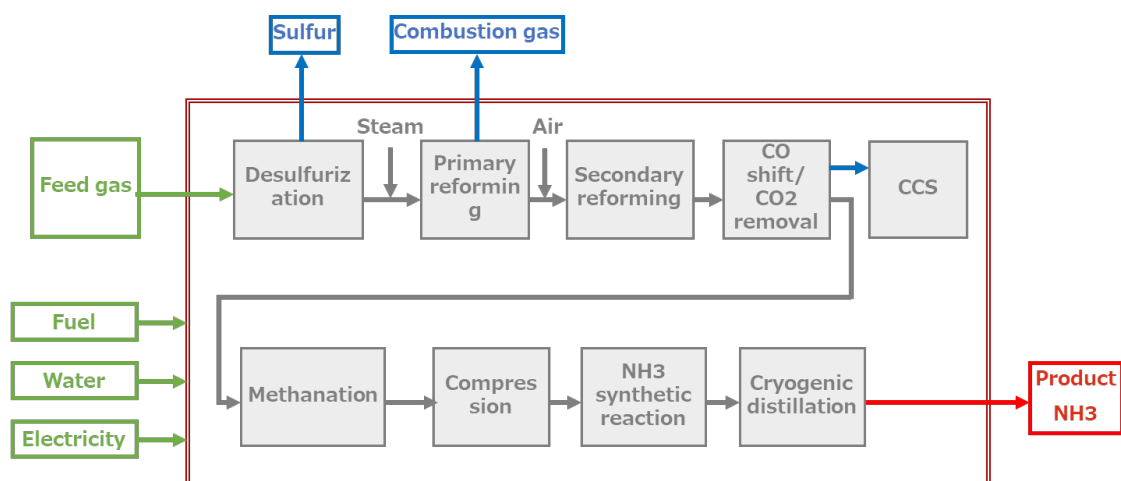 Sulfur
Combustion gas
Steam
Air
Feed gas
Desulfuriz
ation
Primary
reformin
g
Secondary
reforming
CO
shift/
CO2
removal
CCS
Fuel
Water
Electricity
Methanation
Compres
sion
NH3
synthetic
reaction
Cryogenic
distillation
Product
NH3